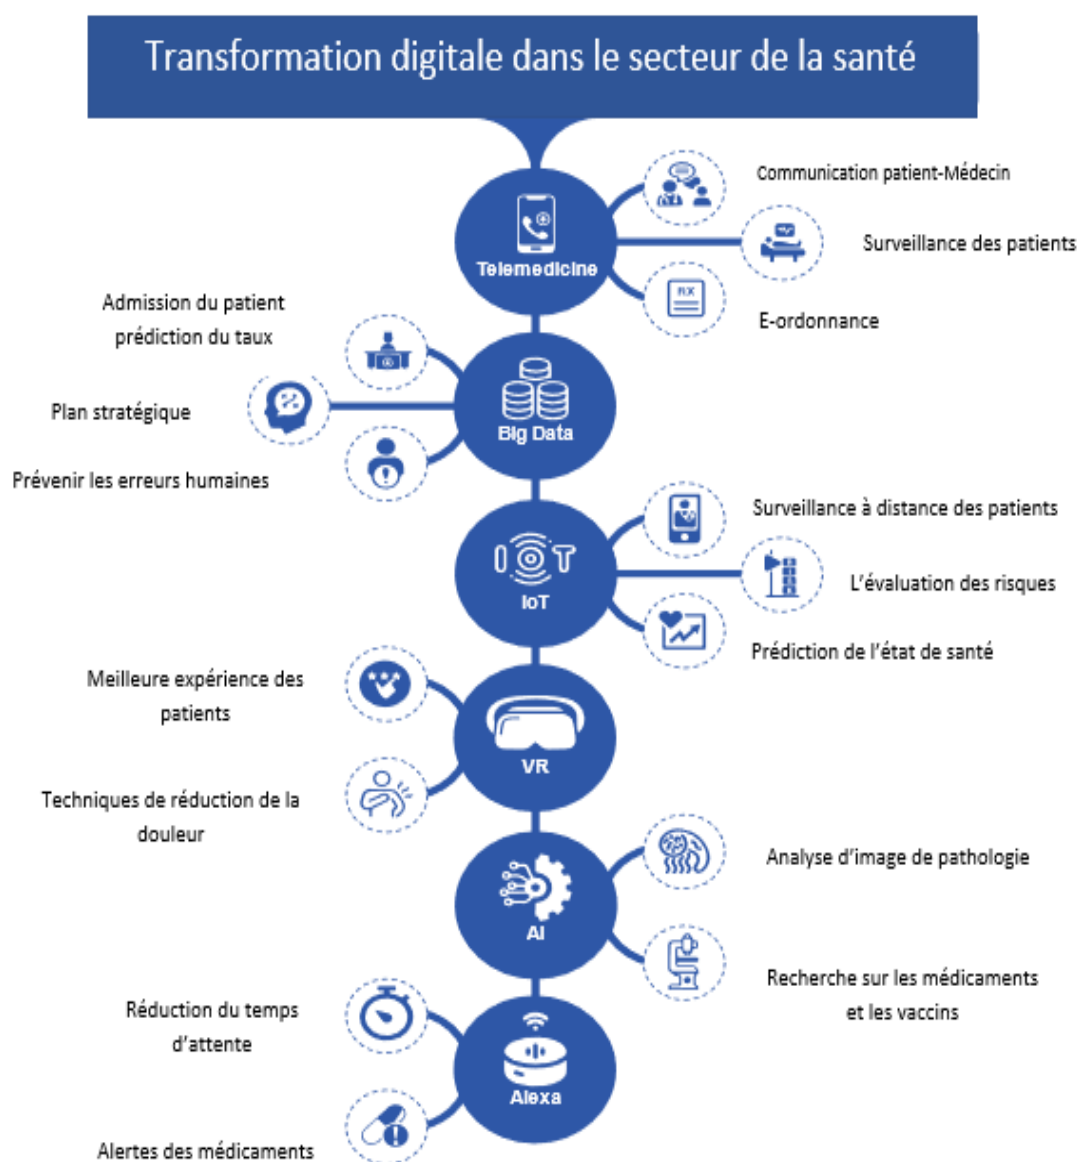 Transformation digitale dans le secteur de la santé
Telemedicine
Communication patient-Médecin
Surveillance des patients
RX
E-ordonnance
Admission du patient
prédiction du taux
Plan stratégique
Prévenir les erreurs humaines
Big Data
IOT
IoT
Surveillance à distance des patients
L'évaluation des risques
Prédiction de l'état de santé
Meilleure expérience des
patients
Techniques de réduction de la
douleur
VR
AI
Analyse d'image de pathologie
Recherche sur les médicaments
et les vaccins
Réduction du temps
d'attente
Alertes des médicaments
Alexa